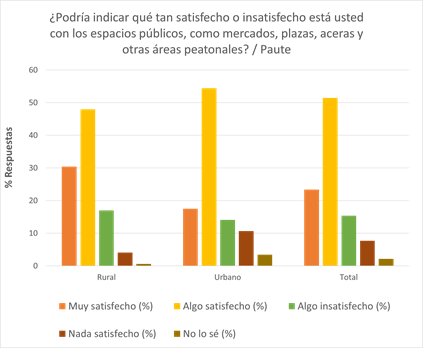 ¿Podría indicar qué tan satisfecho o insatisfecho está usted
con los espacios públicos, como mercados, plazas, aceras y
otras áreas peatonales? / Paute
% Respuestas
60
50
40
30
20
10
0
Rural Urbano Total
Muy satisfecho (%) Algo satisfecho (%) Algo insatisfecho (%)
Nada satisfecho (%) No lo sé (%)